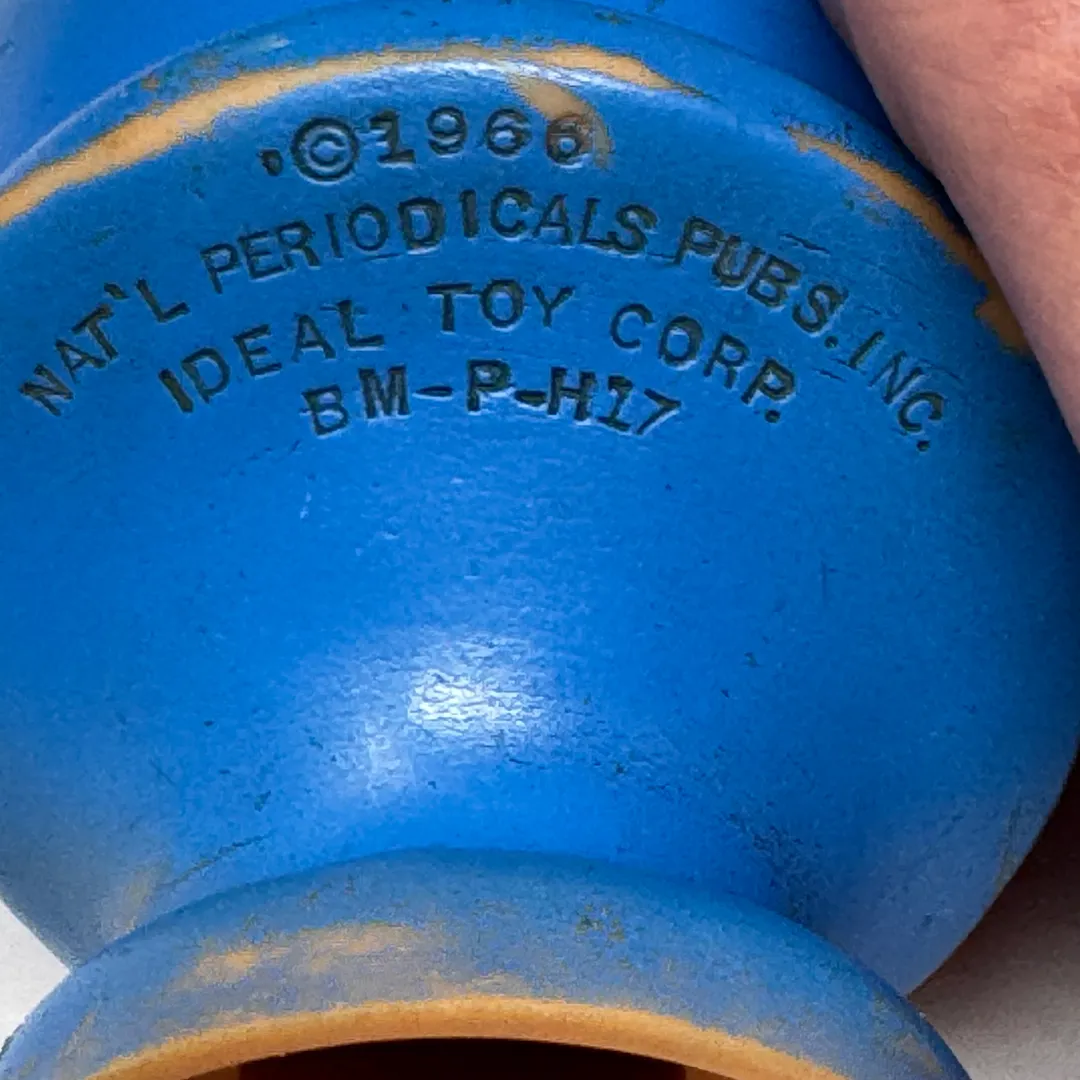 ©1966
NAT'L PERIODICALS PUBS. INC.
IDEAL TOY CORP.
BM-P-H17